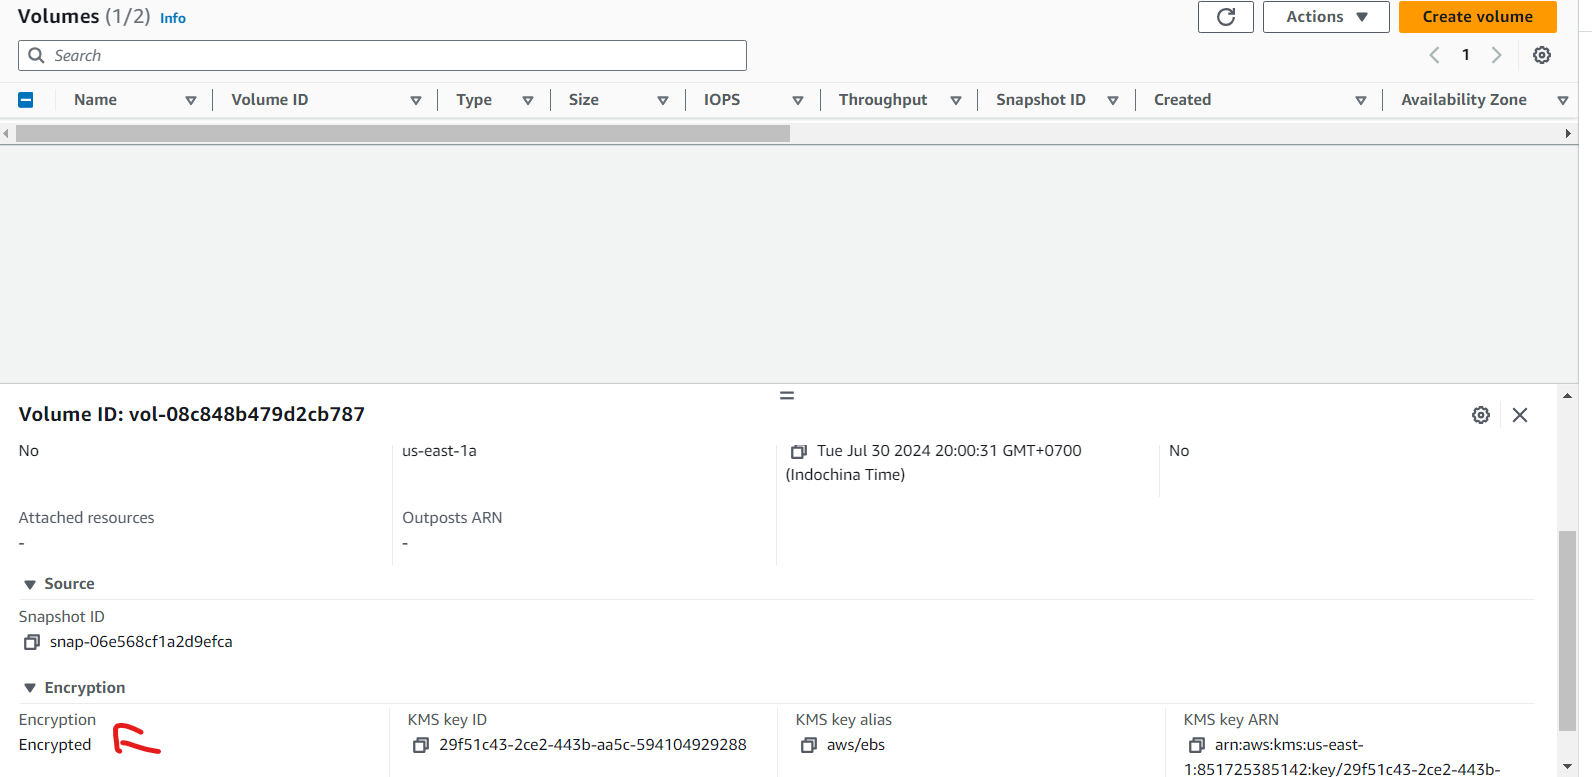 Volumes (1/2) Info
Actions
Create volume
Search
1
Name Volume ID Type Size IOPS Throughput Snapshot ID Created Availability Zone
Volume ID: vol-08c848b479d2cb787
No us-east-1a Tue Jul 30 2024 20:00:31 GMT+0700 No
(Indochina Time)
Attached resources Outposts ARN
- -
Source
Snapshot ID
snap-06e568cf1a2d9efca
Encryption
Encryption KMS key ID KMS key alias KMS key ARN
Encrypted 29f51c43-2ce2-443b-aa5c-594104929288 aws/ebs arn:aws:kms:us-east-
1:851725385142:key/29f51c43-2ce2-443b-